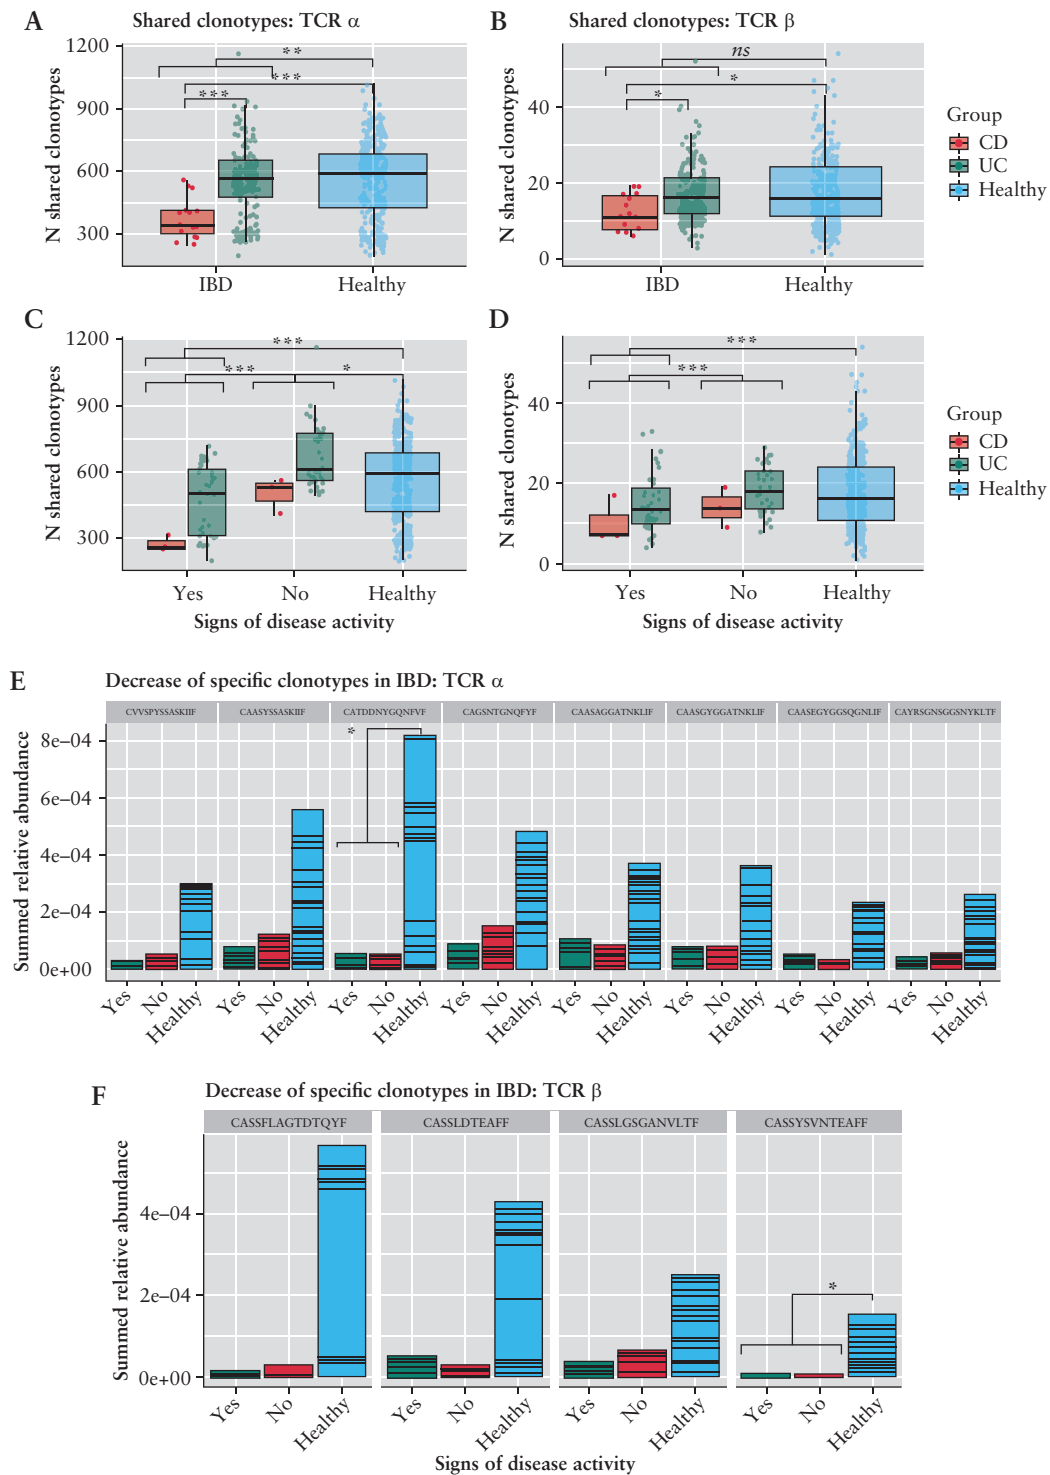 A
Shared clonotypes: TCR α
B
Shared clonotypes: TCR β
N shared clonotypes
1200
900
600
300
**
***
***
IBD
Healthy
N shared clonotypes
40
20
0
ns
*
*
IBD
Healthy
Group
CD
UC
Healthy
C
N shared clonotypes
1200
900
600
300
***
***
*
Yes
No
Healthy
Signs of disease activity
D
N shared clonotypes
40
20
0
***
***
Yes
No
Healthy
Signs of disease activity
Group
CD
UC
Healthy
E
Decrease of specific clonotypes in IBD: TCR α
CVVSPYSSASKIIF
CAASYSSASKIIF
CATDDNYGQNFVF
CAGSNTGNQFYF
CAASAGGATNKLIF
CAASGYGGATNKLIF
CAASEGYGGSQGNLIF
CAYRSGNSGGSNYKLTF
Summed relative abundance
8e–04
6e–04
4e–04
2e–04
0e+00
*
Yes
No
Healthy
Yes
No
Healthy
Yes
No
Healthy
Yes
No
Healthy
Yes
No
Healthy
Yes
No
Healthy
Yes
No
Healthy
Yes
No
Healthy
F
Decrease of specific clonotypes in IBD: TCR β
CASSFLAGTDTQYF
CASSLDTEAFF
CASSLGSGANVLTF
CASSYSVNTEAFF
Summed relative abundance
4e–04
2e–04
0e+00
*
Yes
No
Healthy
Yes
No
Healthy
Yes
No
Healthy
Yes
No
Healthy
Signs of disease activity